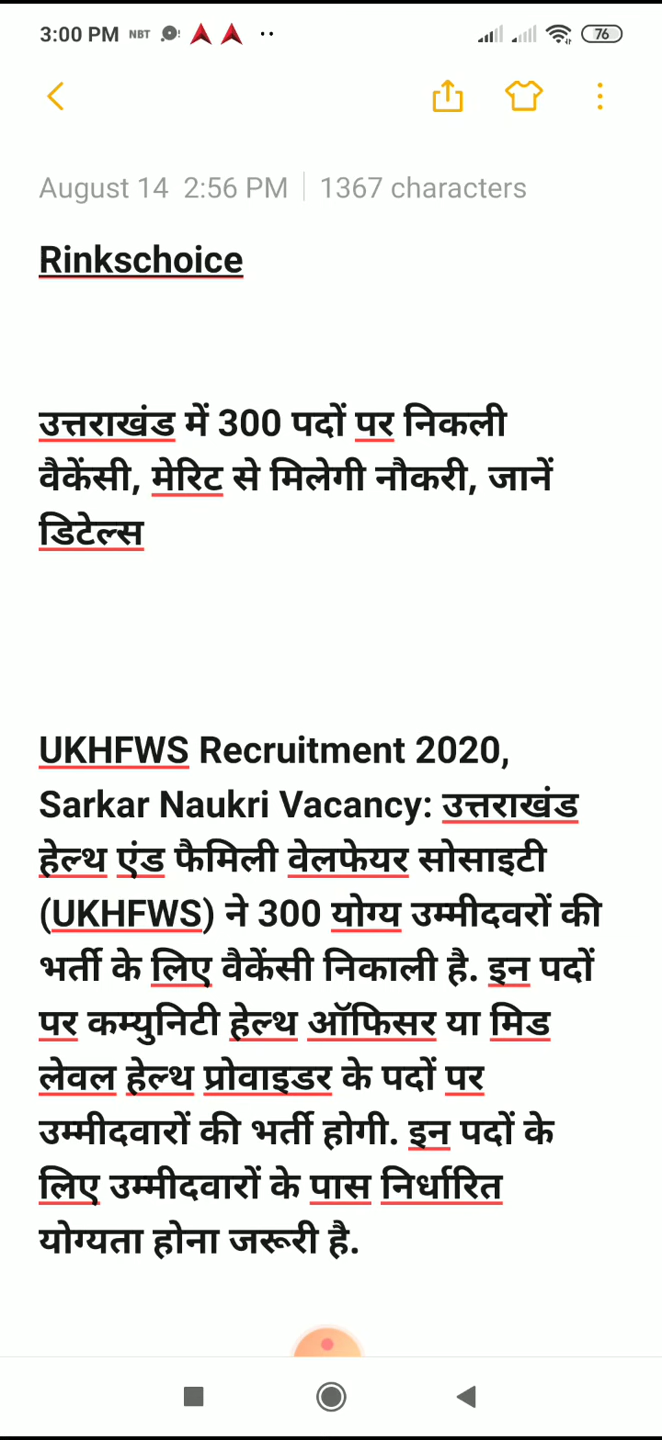 3:00 PM NBT
76
August 14 2:56 PM | 1367 characters
Rinkschoice
उत्तराखंड में 300 पदों पर निकली
वैकेंसी, मेरिट से मिलेगी नौकरी, जानें
डिटेल्स
UKHFWS Recruitment 2020,
Sarkar Naukri Vacancy: उत्तराखंड
हेल्थ एंड फैमिली वेलफेयर सोसाइटी
(UKHFWS) ने 300 योग्य उम्मीदवरों की
भर्ती के लिए वैकेंसी निकाली है. इन पदों
पर कम्युनिटी हेल्थ ऑफिसर या मिड
लेवल हेल्थ प्रोवाइडर के पदों पर
उम्मीदवारों की भर्ती होगी. इन पदों के
लिए उम्मीदवारों के पास निर्धारित
योग्यता होना जरूरी है.